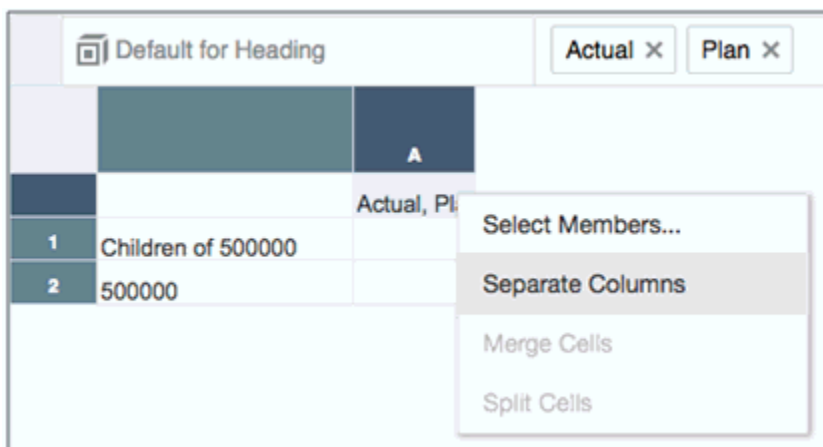 Default for Heading Actual × Plan ×
A
Actual,
Select Members...
1 Children of 500000
Separate Columns
2 500000
Merge Cells
Split Cells